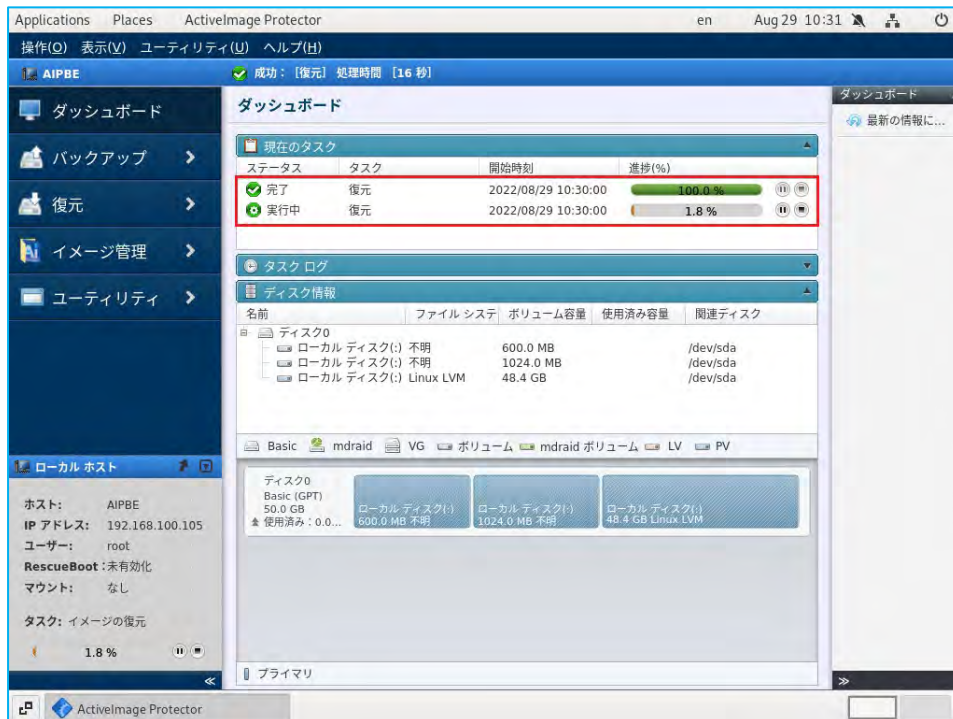 Applications Places ActiveImage Protector en Aug 29 10:31
操作(O) 表示(V) ユーティリティ(U) ヘルプ(H)
AIPBE
成功: [復元] 処理時間 [16 秒]
ダッシュボード
バックアップ
復元
イメージ管理
ユーティリティ
ダッシュボード
現在のタスク
ステータス タスク 開始時刻 進捗(%)
完了 復元 2022/08/29 10:30:00 100.0 %
実行中 復元 2022/08/29 10:30:00 1.8 %
タスク ログ
ディスク情報
名前 ファイル システ ボリューム容量 使用済み容量 関連ディスク
ディスク0
ローカル ディスク(:) 不明 600.0 MB /dev/sda
ローカル ディスク(:) 不明 1024.0 MB /dev/sda
ローカル ディスク(:) Linux LVM 48.4 GB /dev/sda
Basic mdraid VG ボリューム mdraid ボリューム LV PV
ディスク0
Basic (GPT)
50.0 GB
使用済み : 0.0...
ローカル ディスク(:)
600.0 MB 不明
ローカル ディスク(:)
1024.0 MB 不明
ローカル ディスク(:)
48.4 GB Linux LVM
プライマリ
ダッシュボード
最新の情報に...
ローカル ホスト
ホスト: AIPBE
IP アドレス: 192.168.100.105
ユーザー: root
RescueBoot :未有効化
マウント: なし
タスク: イメージの復元
1.8 %
ActiveImage Protector